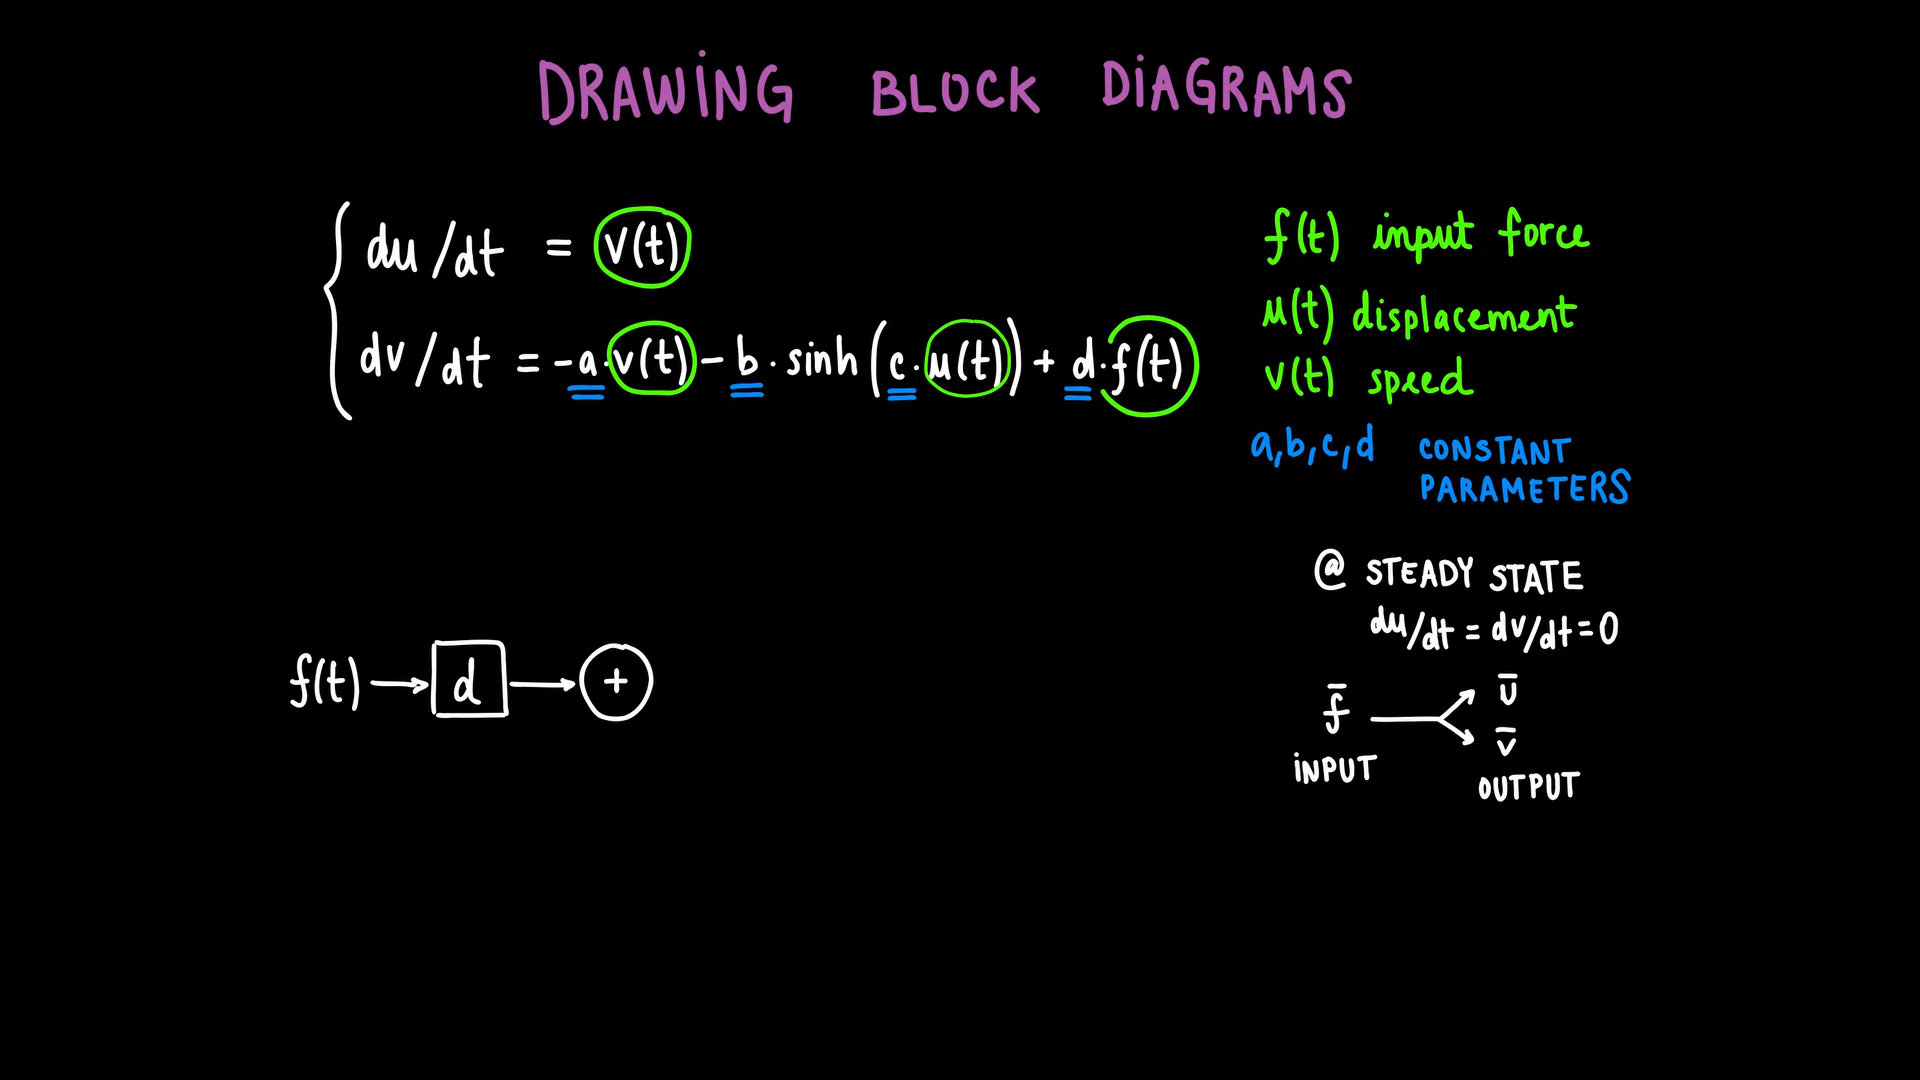 DRAWING BLOCK DIAGRAMS
du/dt = v(t)
dv/dt = -a·v(t) - b·sinh(c·u(t)) + d·f(t)
f(t) input force
u(t) displacement
v(t) speed
a,b,c,d CONSTANT
PARAMETERS
@ STEADY STATE
du/dt = dv/dt = 0
f(t) → d → +
f̄ ū
v̄
INPUT
OUTPUT